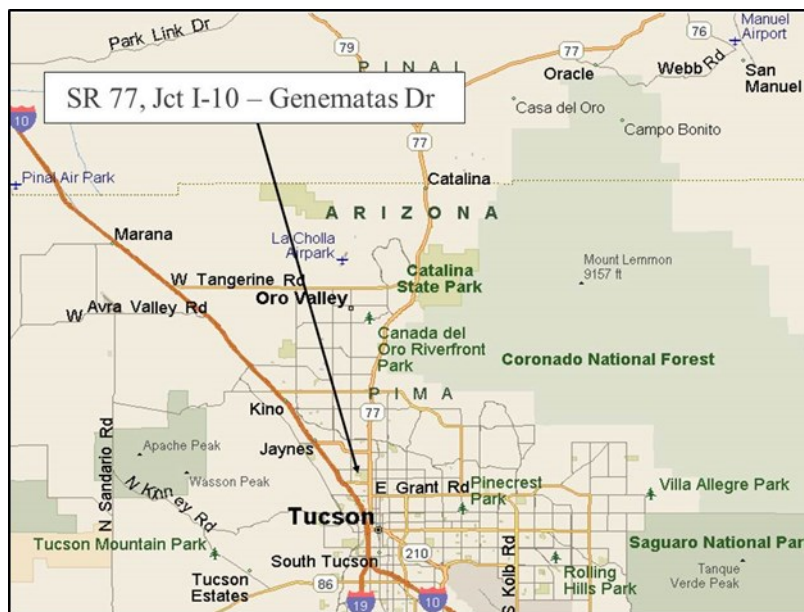 Park Link Dr
79
77
76
Manuel
Airport
PINAL
Oracle
Webb Rd
San
Manuel
SR 77, Jct I-10 – Genematas Dr
Casa del Oro
Campo Bonito
10
77
Pinal Air Park
Catalina
ARIZONA
Marana
La Cholla
Airpark
Mount Lemmon
9157 ft
W Tangerine Rd
Catalina
State Park
Oro Valley
W Avra Valley Rd
Canada del
Oro Riverfront
Park
Coronado National Forest
PIMA
Kino
77
N Sandario Rd
Apache Peak
Jaynes
Wasson Peak
E Grant Rd
Pinecrest
Park
Villa Allegre Park
Tucson
Tucson Mountain Park
South Tucson
210
S Kolb Rd
Saguaro National Par
Tucson
Estates
86
Rolling
Hills Park
Tanque
Verde Peak
19
10